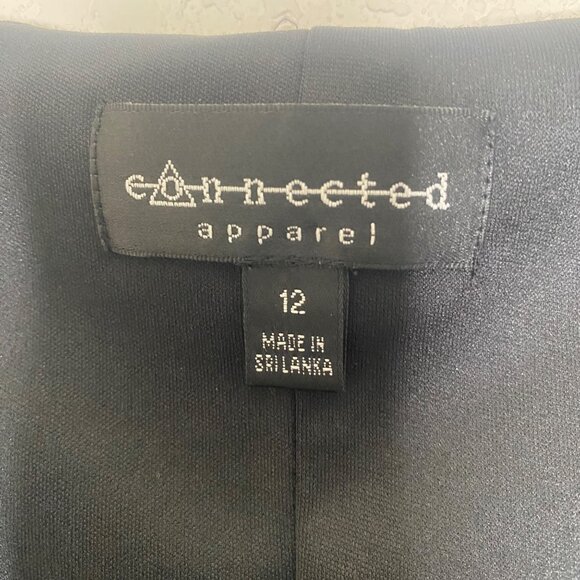 connected
apparel
12
MADE IN
SRI LANKA